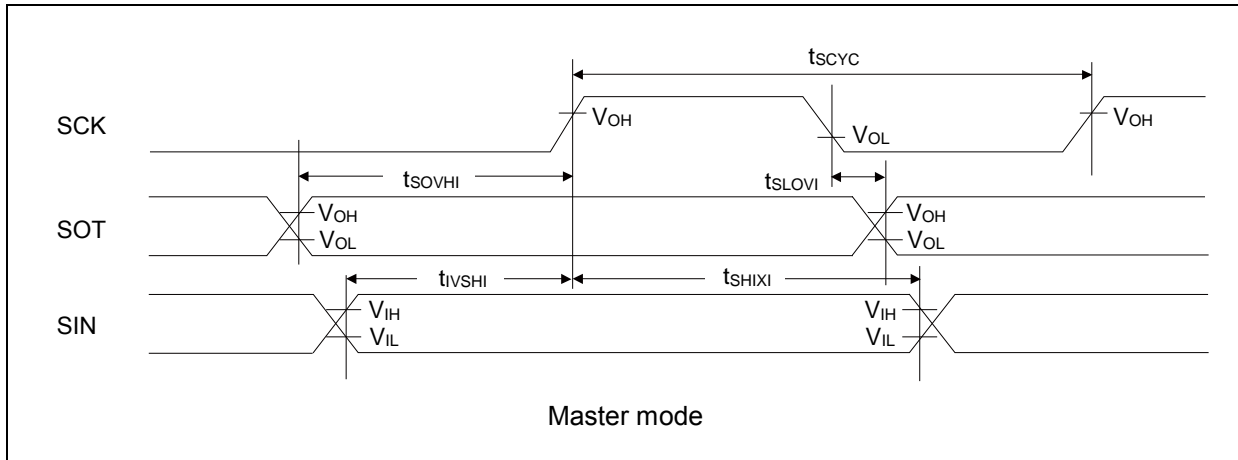 tSCYC
SCK
VOH
VOL
VOH
tSOVHI
tSLOVI
SOT
VOH
VOL
VOH
VOL
tIVSHI
tSHIXI
SIN
VIH
VIL
VIH
VIL
Master mode